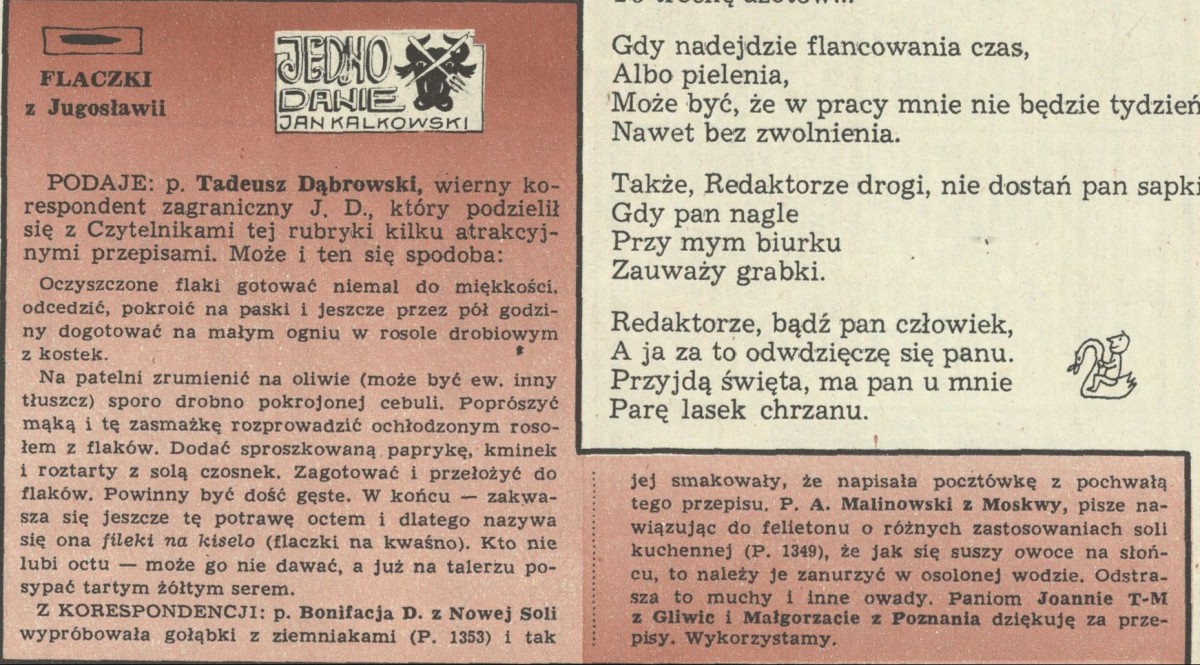 FLACZKI
z Jugosławii
JEDNO
DANIE
JAN KALKOWSKI
PODAJE: p. Tadeusz Dąbrowski, wierny ko-
respondent zagraniczny J. D., który podzielił
się z Czytelnikami tej rubryki kilku atrakcyj-
nymi przepisami. Może i ten się spodoba:
Oczyszczone flaki gotować niemal do miękkości,
odcedzić, pokroić na paski i jeszcze przez pół godzi-
ny dogotować na małym ogniu w rosole drobiowym
z kostek.
Na patelni zrumienić na oliwie (może być ew. inny
tłuszcz) sporo drobno pokrojonej cebuli. Poprószyć
mąką i tę zasmażkę rozprowadzić ochłodzonym roso-
łem z flaków. Dodać sproszkowaną paprykę, kminek
i roztarty z solą czosnek. Zagotować i przełożyć do
flaków. Powinny być dość gęste. W końcu — zakwa-
sza się jeszcze tę potrawę octem i dlatego nazywa
się ona fileki na kiselo (flaczki na kwaśno). Kto nie
lubi octu — może go nie dawać, a już na talerzu po-
sypać tartym żółtym serem.
Z KORESPONDENCJI: p. Bonifacja D. z Nowej Soli
wypróbowała gołąbki z ziemniakami (P. 1353) i tak
jej smakowały, że napisała pocztówkę z pochwałą
tego przepisu. P. A. Malinowski z Moskwy, pisze na-
wiązując do felietonu o różnych zastosowaniach soli
kuchennej (P. 1349), że jak się suszy owoce na słoń-
cu, to należy je zanurzyć w osolonej wodzie. Odstra-
sza to muchy i inne owady. Paniom Joannie T-M
z Gliwic i Małgorzacie z Poznania dziękuję za prze-
pisy. Wykorzystamy.
Gdy nadejdzie flancowania czas,
Albo pielenia,
Może być, że w pracy mnie nie będzie tydzień
Nawet bez zwolnienia.
Także, Redaktorze drogi, nie dostań pan sapki
Gdy pan nagle
Przy mym biurku
Zauważy grabki.
Redaktorze, bądź pan człowiek,
A ja za to odwdzięczę się panu.
Przyjdą święta, ma pan u mnie
Parę lasek chrzanu.